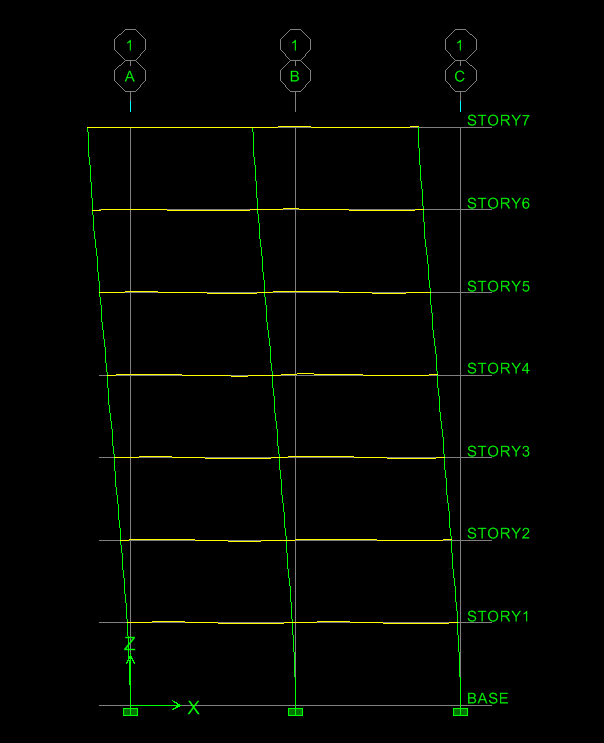 1 1 1
A B C
STORY7
STORY6
STORY5
STORY4
STORY3
STORY2
STORY1
Z
BASE
X